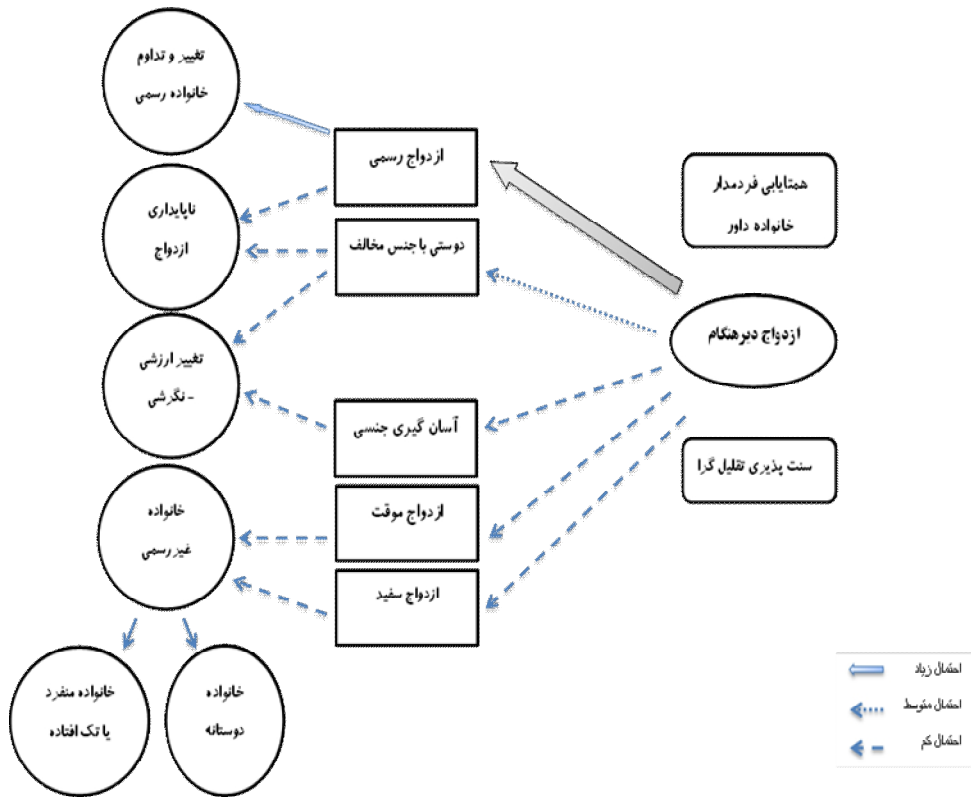 همتایابی فردمدار
خانواده داور
ازدواج دیرهنگام
سنت پذیری تقلیل گرا
ازدواج رسمی
دوستی با جنس مخالف
آسان گیری جنسی
ازدواج موقت
ازدواج سفید
تغییر و تداوم
خانواده رسمی
ناپایداری
ازدواج
تغییر ارزشی
- نگرشی
خانواده
غیر رسمی
خانواده
دوستانه
خانواده منفرد
یا تک افتاده
احتمال زیاد
احتمال متوسط
احتمال کم